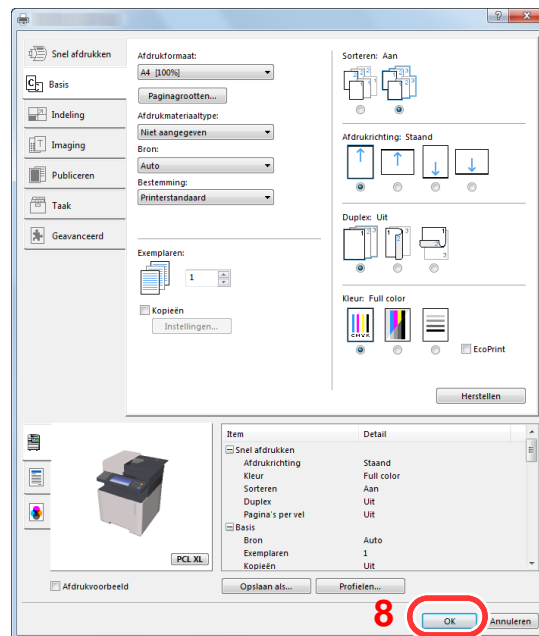 Snel afdrukken
Basis
Indeling
Imaging
Publiceren
Taak
Geavanceerd
Afdrukformaat:
A4 [100%]
Paginagrootten...
Afdrukmateriaaltype:
Niet aangegeven
Bron:
Auto
Bestemming:
Printerstandaard
Exemplaren:
1
Kopieën
Instellingen...
Sorteren: Aan
Afdrukrichting: Staand
Duplex: Uit
Kleur: Full color
CMYK
EcoPrint
Herstellen
Item Detail
Snel afdrukken
Afdrukrichting Staand
Kleur Full color
Sorteren Aan
Duplex Uit
Pagina's per vel Uit
Basis
Bron Auto
Exemplaren 1
Kopieën Uit
PCL XL
Afdrukvoorbeeld
Opslaan als...
Profielen...
8
OK
Annuleren